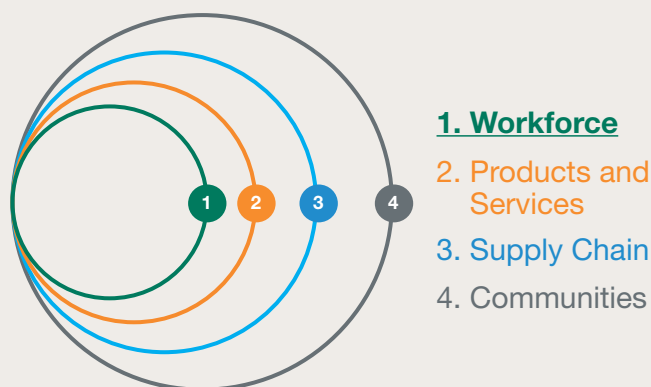 1
2
3
4
1. Workforce
2. Products and
Services
3. Supply Chain
4. Communities